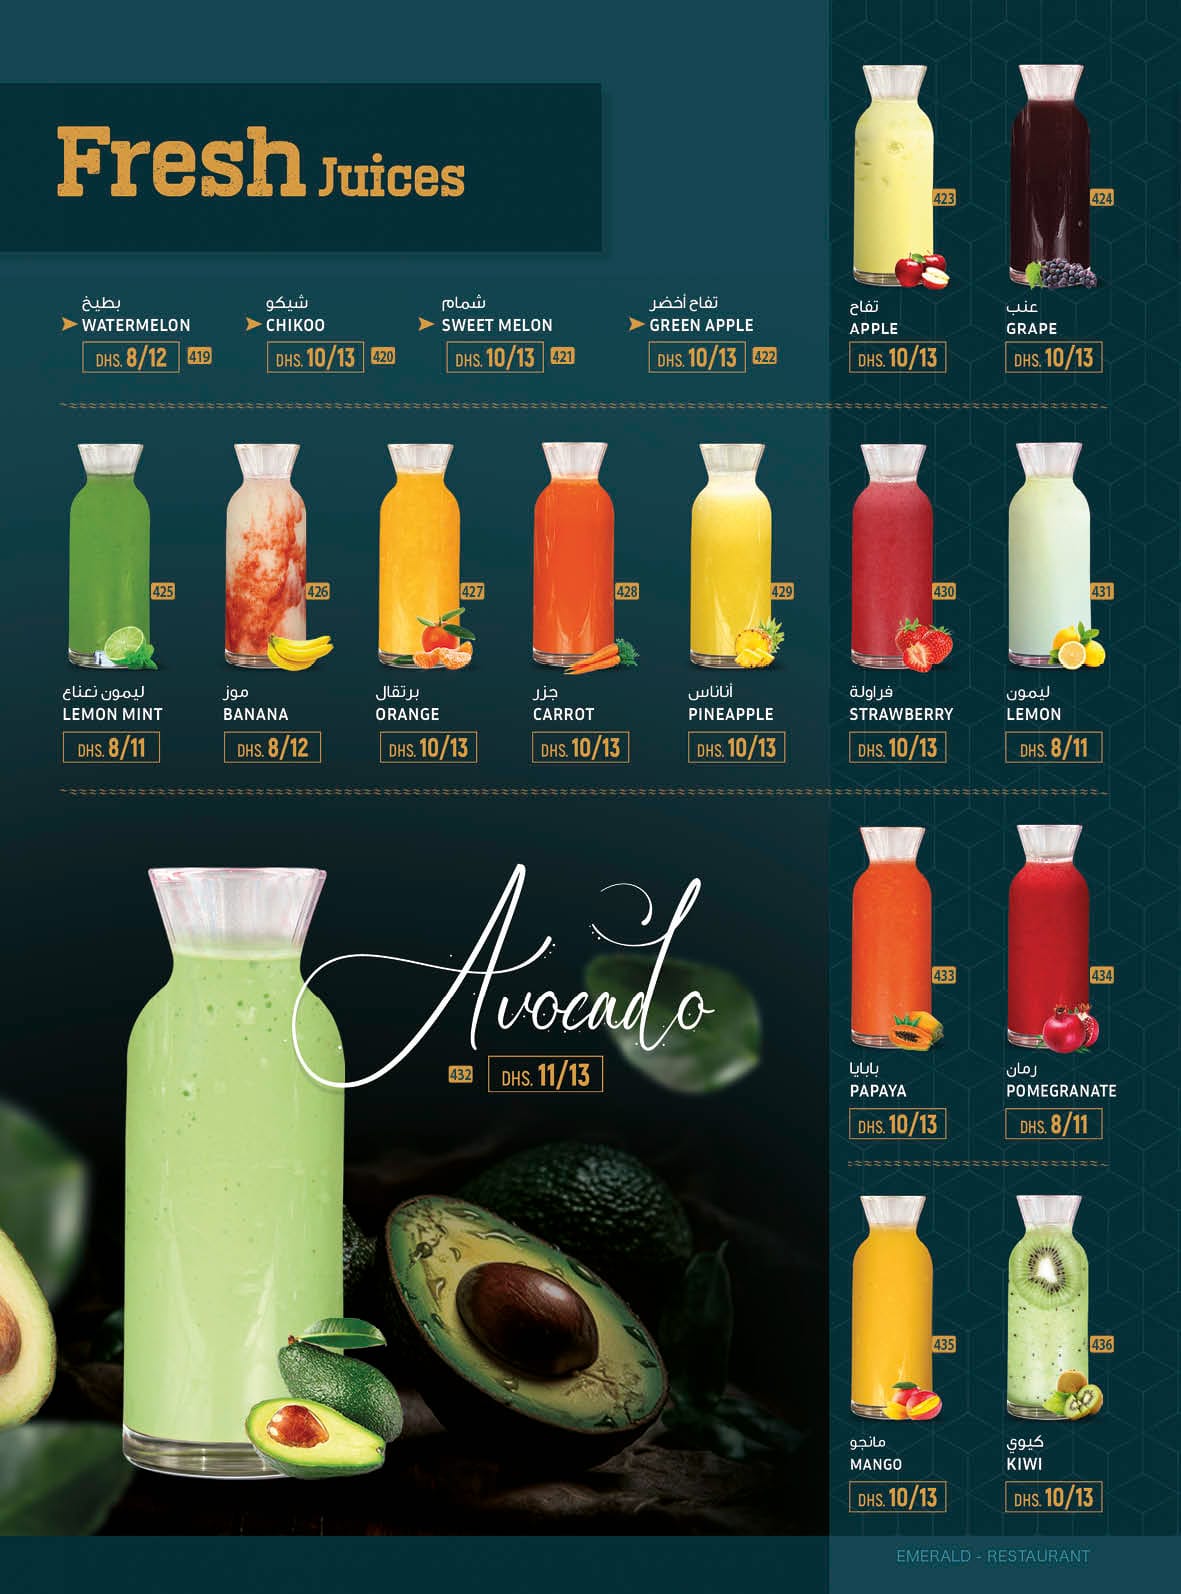 Fresh Juices
بطيخ
WATERMELON
DHS. 8/12 419
شيكو
CHIKOO
DHS. 10/13 420
شمام
SWEET MELON
DHS. 10/13 421
تفاح أخضر
GREEN APPLE
DHS. 10/13 422
423
تفاح
APPLE
DHS. 10/13
424
عنب
GRAPE
DHS. 10/13
425
ليمون نعناع
LEMON MINT
DHS. 8/11
426
موز
BANANA
DHS. 8/12
427
برتقال
ORANGE
DHS. 10/13
428
جزر
CARROT
DHS. 10/13
429
أناناس
PINEAPPLE
DHS. 10/13
430
فراولة
STRAWBERRY
DHS. 10/13
431
ليمون
LEMON
DHS. 8/11
Avocado
432 DHS. 11/13
433
بابايا
PAPAYA
DHS. 10/13
434
رمان
POMEGRANATE
DHS. 8/11
435
مانجو
MANGO
DHS. 10/13
436
كيوي
KIWI
DHS. 10/13
EMERALD - RESTAURANT